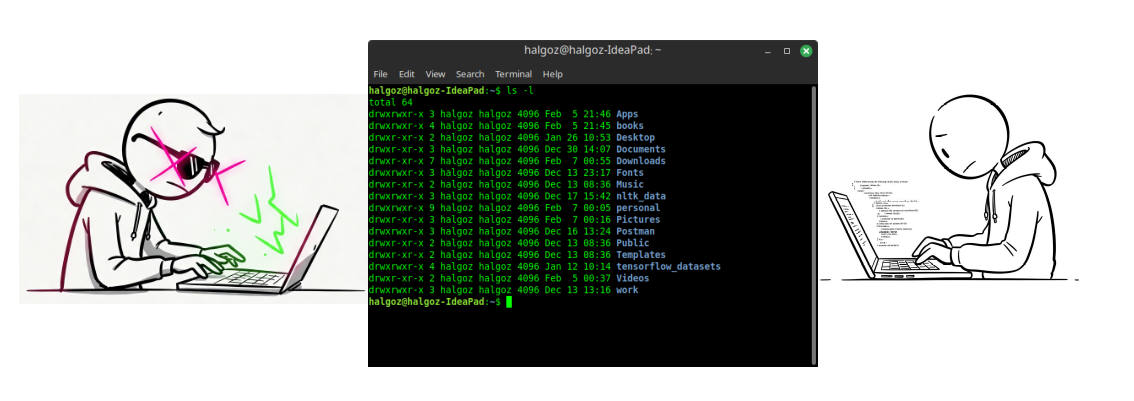 halgoz@halgoz-IdeaPad: ~
File Edit View Search Terminal Help
halgoz@halgoz-IdeaPad:~$ ls -l
total 64
drwxrwxr-x 3 halgoz halgoz 4096 Feb  5 21:46 Apps
drwxrwxr-x 4 halgoz halgoz 4096 Feb  5 21:45 books
drwxr-xr-x 2 halgoz halgoz 4096 Jan 26 10:53 Desktop
drwxr-xr-x 3 halgoz halgoz 4096 Dec 30 14:07 Documents
drwxr-xr-x 7 halgoz halgoz 4096 Feb  7 00:55 Downloads
drwxrwxr-x 3 halgoz halgoz 4096 Dec 13 23:17 Fonts
drwxr-xr-x 2 halgoz halgoz 4096 Dec 13 08:36 Music
drwxrwxr-x 2 halgoz halgoz 4096 Dec 17 15:42 nltk_data
drwxrwxr-x 9 halgoz halgoz 4096 Feb  7 00:05 personal
drwxr-xr-x 3 halgoz halgoz 4096 Feb  7 00:16 Pictures
drwxrwxr-x 3 halgoz halgoz 4096 Dec 16 13:24 Postman
drwxr-xr-x 2 halgoz halgoz 4096 Dec 13 08:36 Public
drwxr-xr-x 2 halgoz halgoz 4096 Dec 13 08:36 Templates
drwxrwxr-x 4 halgoz halgoz 4096 Jan 12 10:14 tensorflow_datasets
drwxr-xr-x 2 halgoz halgoz 4096 Feb  5 00:37 Videos
drwxrwxr-x 3 halgoz halgoz 4096 Dec 13 13:16 work
halgoz@halgoz-IdeaPad:~$